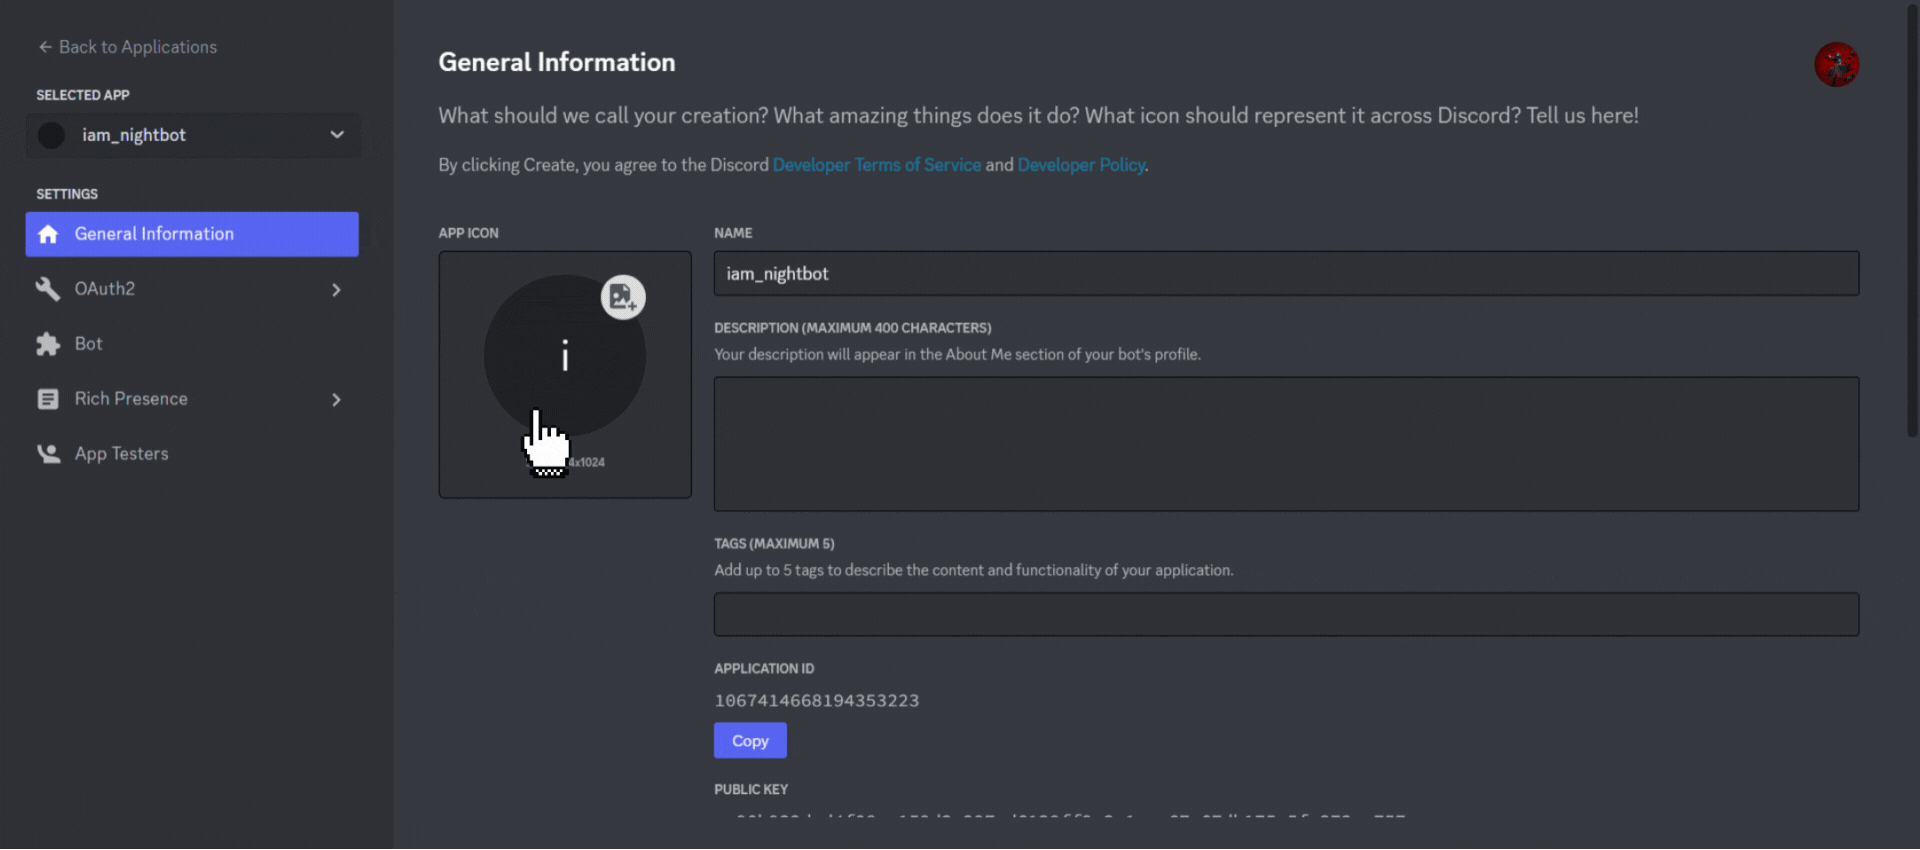 Back to Applications
SELECTED APP
iam_nightbot
SETTINGS
General Information
OAuth2
Bot
Rich Presence
App Testers
General Information
What should we call your creation? What amazing things does it do? What icon should represent it across Discord? Tell us here!
By clicking Create, you agree to the Discord Developer Terms of Service and Developer Policy.
APP ICON
i
4x1024
NAME
iam_nightbot
DESCRIPTION (MAXIMUM 400 CHARACTERS)
Your description will appear in the About Me section of your bot's profile.
TAGS (MAXIMUM 5)
Add up to 5 tags to describe the content and functionality of your application.
APPLICATION ID
1067414668194353223
Copy
PUBLIC KEY